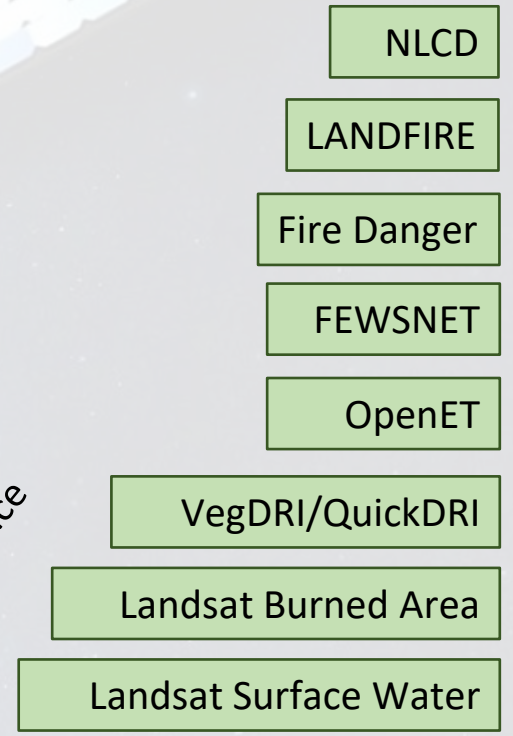 NLCD
LANDFIRE
Fire Danger
FEWSNET
OpenET
VegDRI/QuickDRI
Landsat Burned Area
Landsat Surface Water